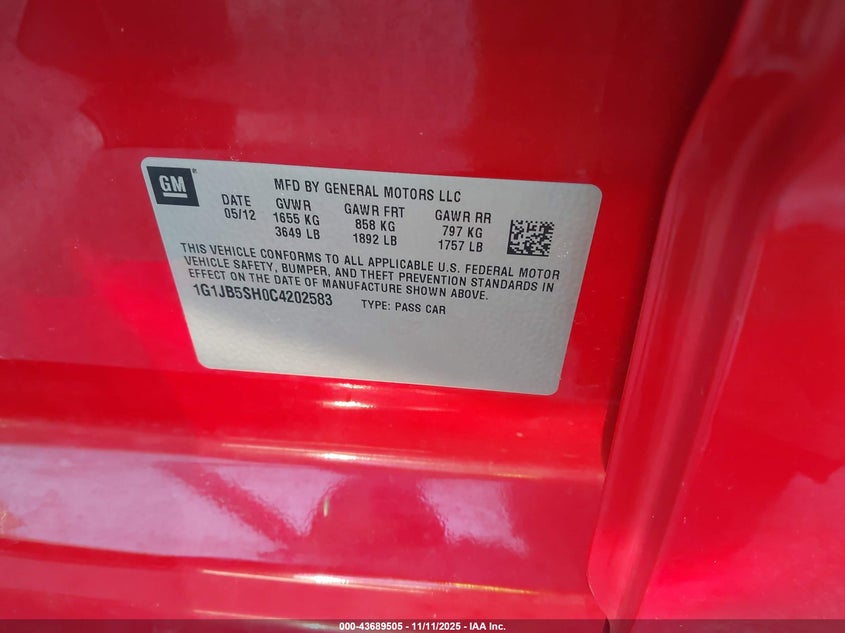 GM
MFD BY GENERAL MOTORS LLC
DATE GVWR GAWR FRT GAWR RR
05/12 1655 KG 858 KG 797 KG
3649 LB 1892 LB 1757 LB
THIS VEHICLE CONFORMS TO ALL APPLICABLE U.S. FEDERAL MOTOR
VEHICLE SAFETY, BUMPER, AND THEFT PREVENTION STANDARDS IN
EFFECT ON THE DATE OF MANUFACTURE SHOWN ABOVE.
1G1JB5SH0C4202583 TYPE: PASS CAR
000-43689505 - 11/11/2025 - IAA Inc.